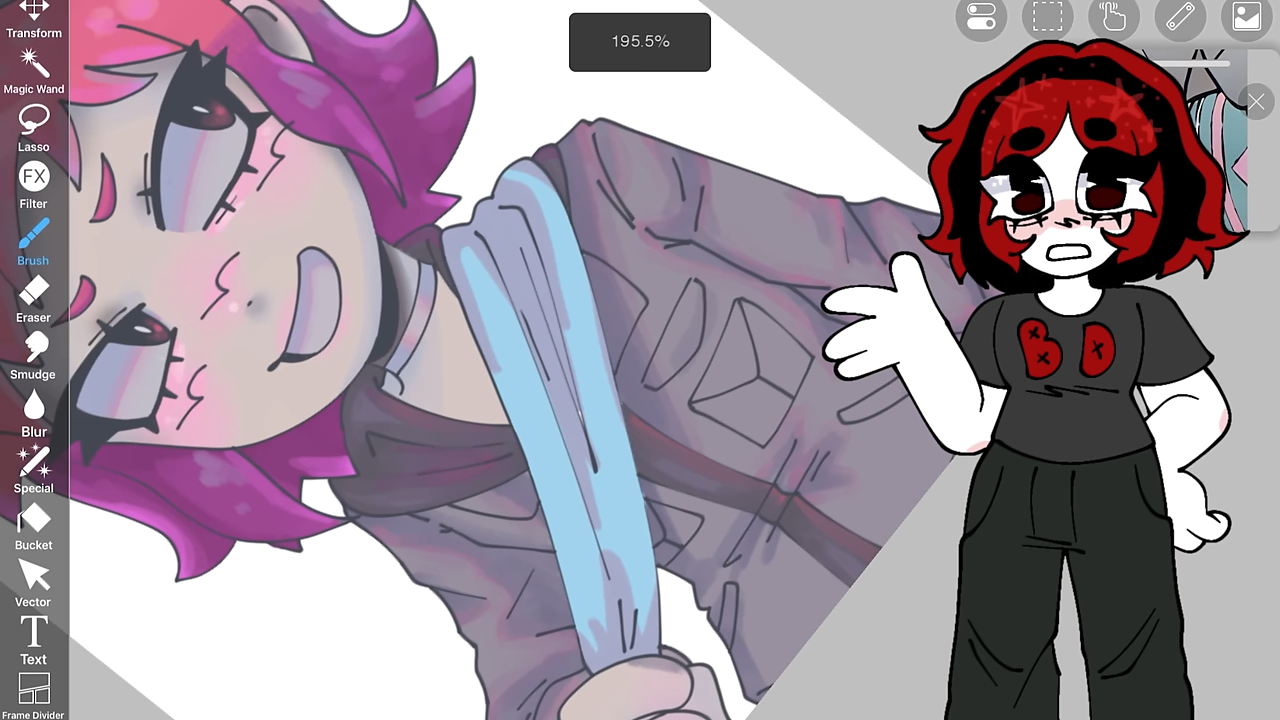 Transform
Magic Wand
Lasso
FX
Filter
Brush
Eraser
Smudge
Blur
Special
Bucket
Vector
T
Text
Frame Divider
195.5%
B D